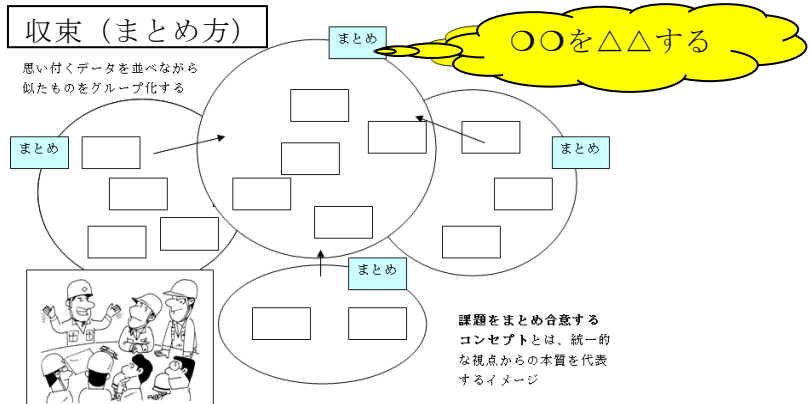 収束（まとめ方）
まとめ
〇〇を△△する
思い付くデータを並べながら
似たものをグループ化する
まとめ
まとめ
まとめ
課題をまとめ合意する
コンセプトとは、統一的
な視点からの本質を代表
するイメージ